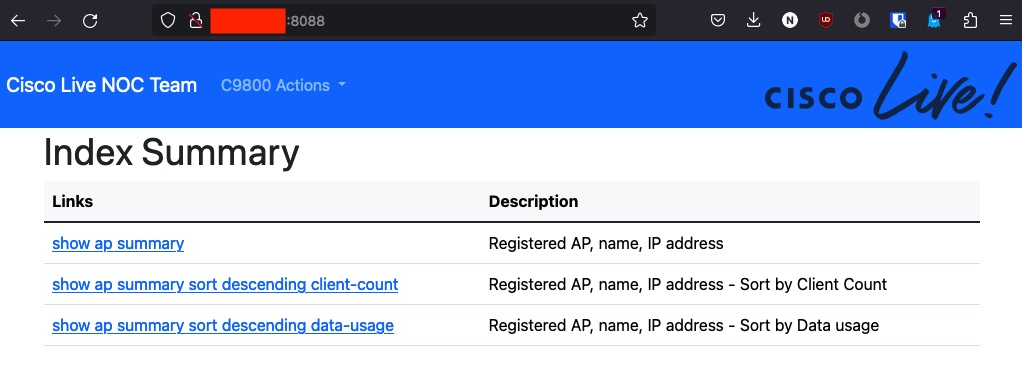 :8088
N
UD
1
Cisco Live NOC Team C9800 Actions
CISCO Live!
Index Summary
Links Description
show ap summary Registered AP, name, IP address
show ap summary sort descending client-count Registered AP, name, IP address - Sort by Client Count
show ap summary sort descending data-usage Registered AP, name, IP address - Sort by Data usage